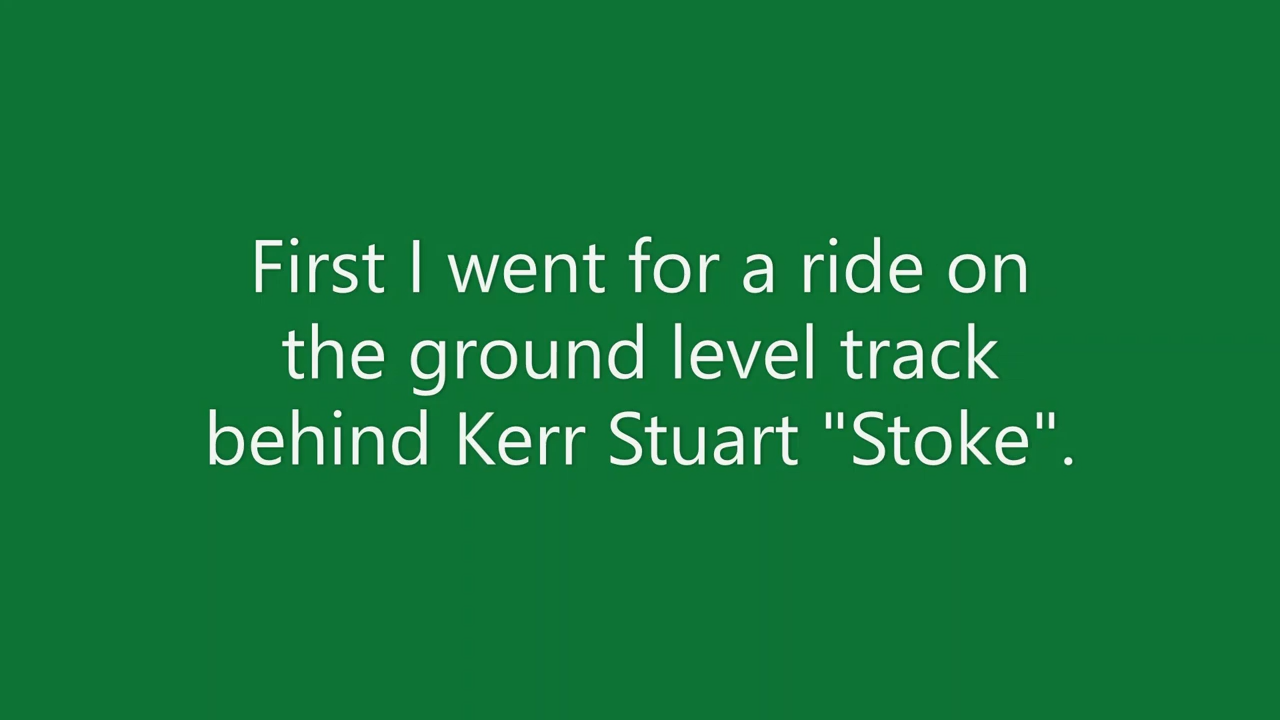 First I went for a ride on
the ground level track
behind Kerr Stuart "Stoke".